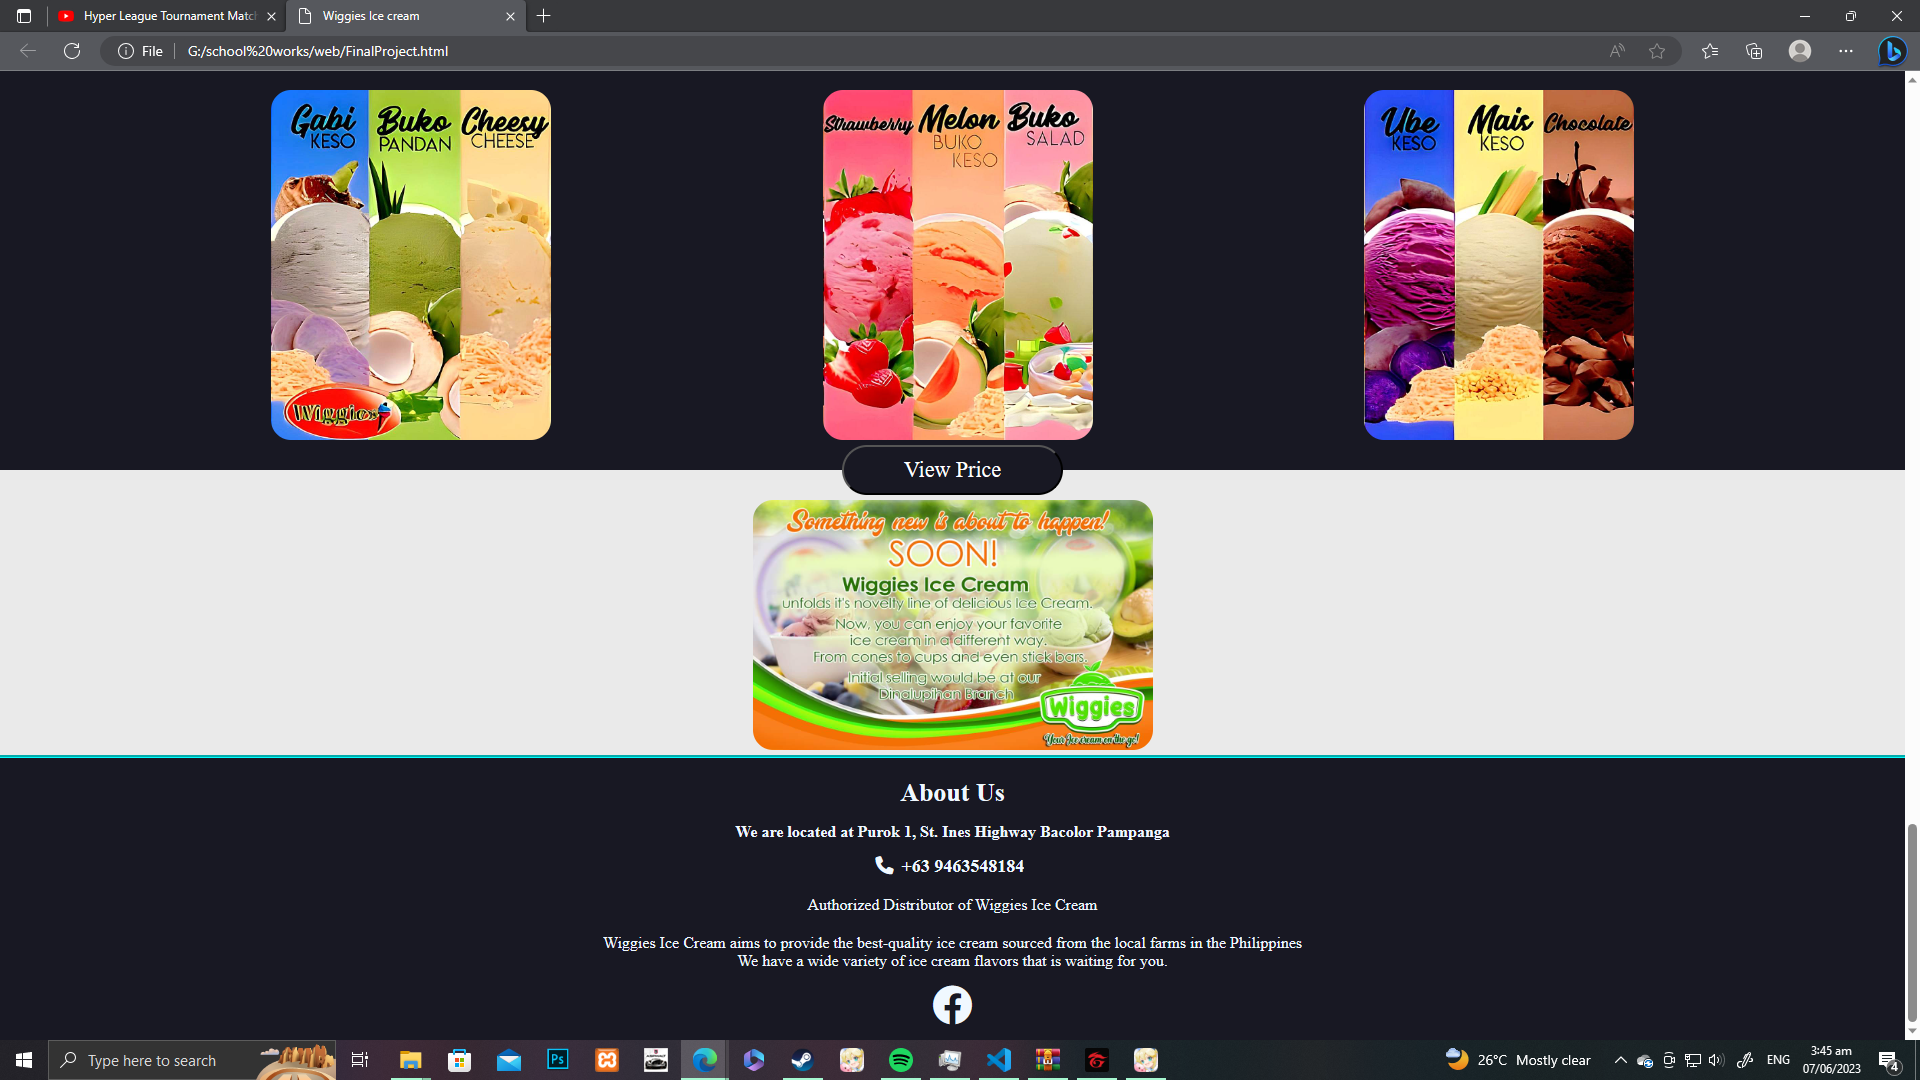 Hyper League Tournament Matc
Wiggies Ice cream
File
G:/school%20works/web/FinalProject.html
Gabi
KESO
Buko
PANDAN
Cheesy
CHEESE
Wiggies
Strawberry
Melon
BUKO
KESO
Buko
SALAD
Ube
KESO
Mais
KESO
Chocolate
View Price
Something new is about to happen!
SOON!
Wiggies Ice Cream
unfolds it's novelty line of delicious Ice Cream.
Now, you can enjoy your favorite
ice cream in a different way.
From cones to cups and even stick bars.
Initial selling would be at our
Dinalupihan Branch
Wiggies
Your Ice cream on the go!
About Us
We are located at Purok 1, St. Ines Highway Bacolor Pampanga
+63 9463548184
Authorized Distributor of Wiggies Ice Cream
Wiggies Ice Cream aims to provide the best-quality ice cream sourced from the local farms in the Philippines
We have a wide variety of ice cream flavors that is waiting for you.
Type here to search
Ps
26°C Mostly clear
ENG
3:45 am
07/06/2023
4